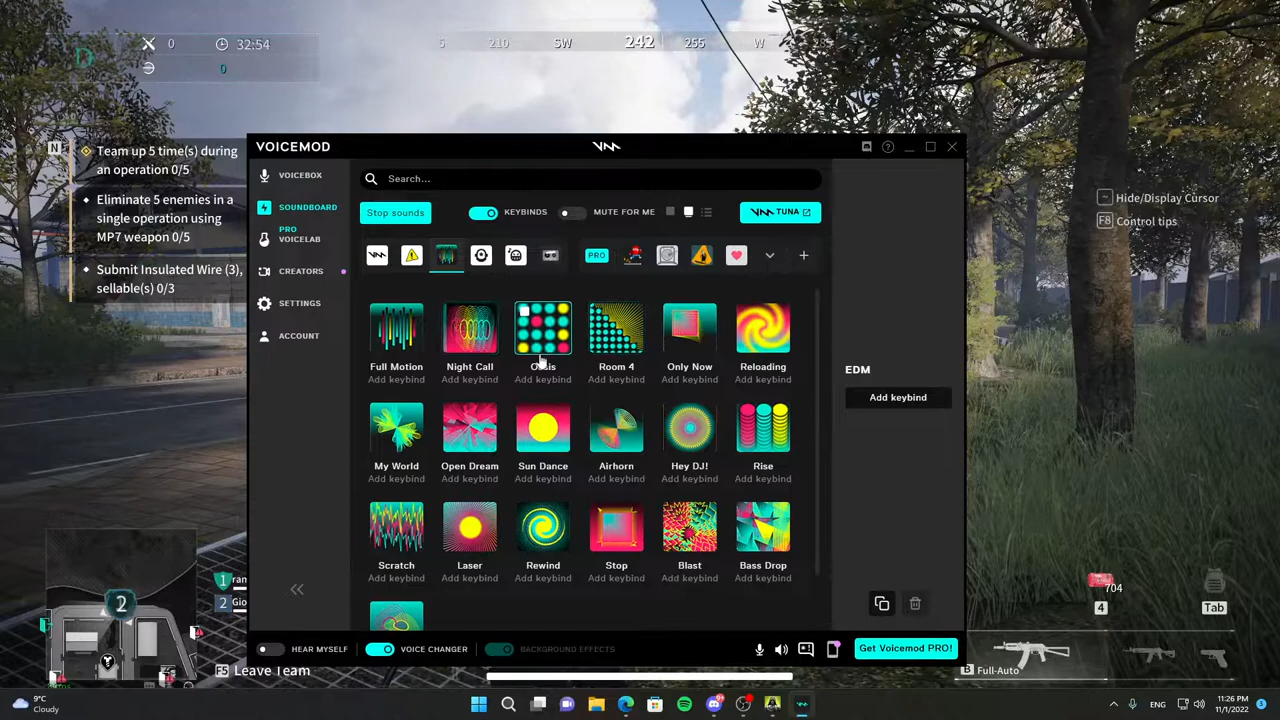 0
32:54
0
S
210
SW
242
255
W
N
Team up 5 time(s) during
an operation 0/5
Eliminate 5 enemies in a
single operation using
MP7 weapon 0/5
Submit Insulated Wire (3),
sellable(s) 0/3
Hide/Display Cursor
F8 Control tips
VOICEMOD
VOICEBOX
SOUNDBOARD
PRO
VOICELAB
CREATORS
SETTINGS
ACCOUNT
Search...
Stop sounds
KEYBINDS
MUTE FOR ME
TUNA
PRO
Full Motion
Night Call
Oasis
Room 4
Only Now
Reloading
Add keybind
Add keybind
Add keybind
Add keybind
Add keybind
Add keybind
My World
Open Dream
Sun Dance
Airhorn
Hey DJ!
Rise
Add keybind
Add keybind
Add keybind
Add keybind
Add keybind
Add keybind
Scratch
Laser
Rewind
Stop
Blast
Bass Drop
Add keybind
Add keybind
Add keybind
Add keybind
Add keybind
Add keybind
EDM
Add keybind
HEAR MYSELF
VOICE CHANGER
BACKGROUND EFFECTS
Get Voicemod PRO!
1
2
2
F5 Leave Team
704
4
Tab
B Full-Auto
9°C
Cloudy
ENG
11:26 PM
11/1/2022